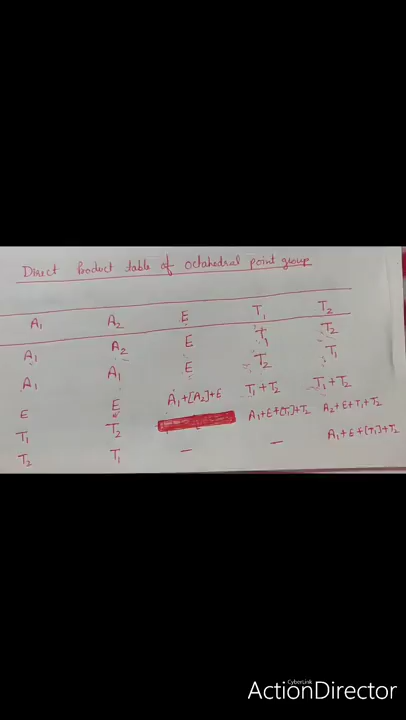 Direct Product table of octahedral point group
A₁ A₂ E T₁ T₂
A₁ A₂ E T₁ T₂
A₁ A₁ E T₂ T₁
E E A₁+[A₂]+E T₁+T₂ T₁+T₂
T₁ T₂ A₁+E+[T₁]+T₂ A₂+E+T₁+T₂
T₂ T₁ — — A₁+E+[T₁]+T₂
CyberLink
ActionDirector